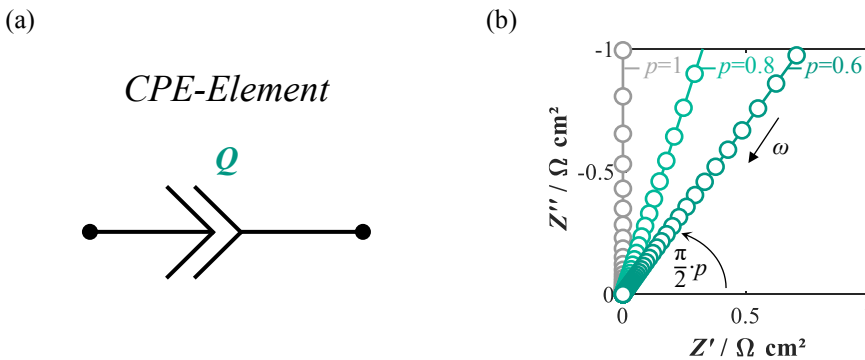 (a)
CPE-Element
Q
(b)
-1
p=1
p=0.8
p=0.6
ω
-0.5
Z'' / Ω cm²
π/2·p
0
0
0.5
Z' / Ω cm²